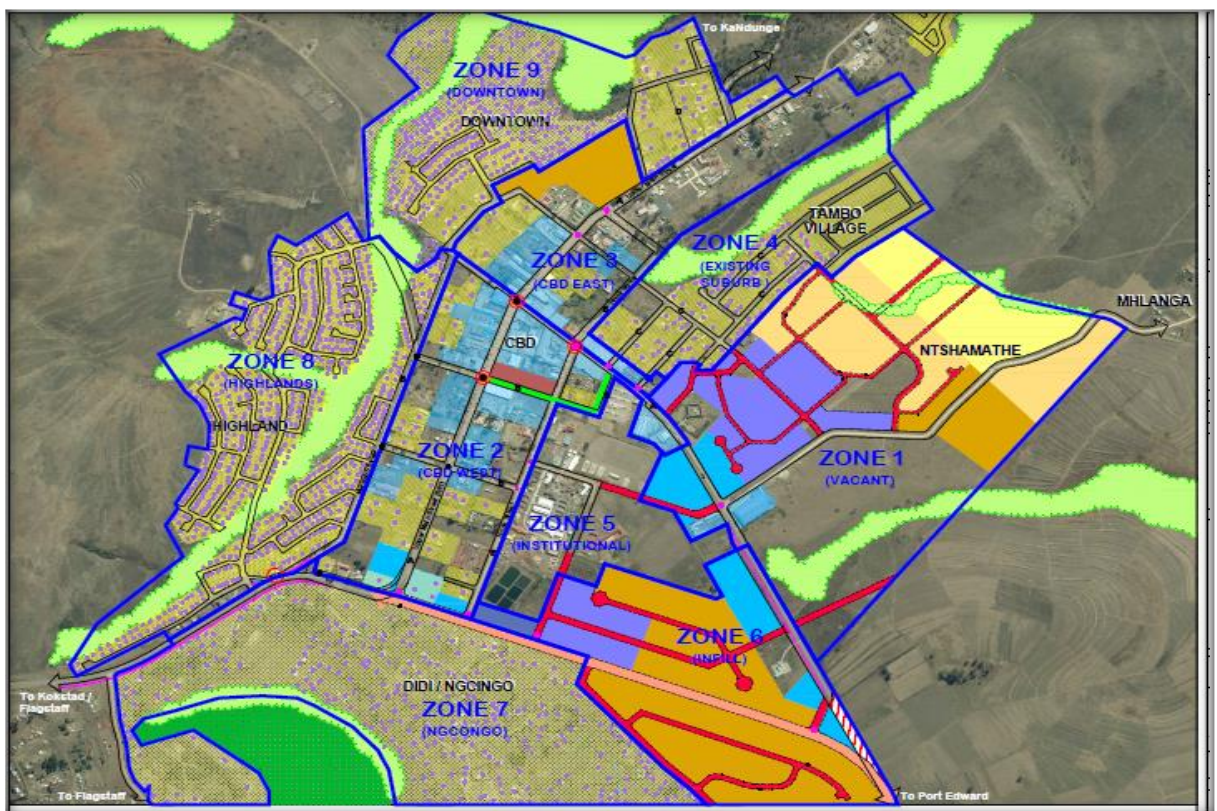 To KaNdunge
ZONE 9
(DOWNTOWN)
DOWNTOWN
TAMBO
VILLAGE
ZONE 4
(EXISTING
SUBURB )
ZONE 3
(CBD EAST)
MHLANGA
CBD
NTSHAMATHE
ZONE 8
(HIGHLANDS)
HIGHLAND
ZONE 2
(CBD WEST)
ZONE 1
(VACANT)
ZONE 5
(INSTITUTIONAL)
ZONE 6
(INFILL)
DIDI / NGCINGO
ZONE 7
(NGCONGO)
To Kokstad /
Flagstaff
To Flagstaff
To Port Edward